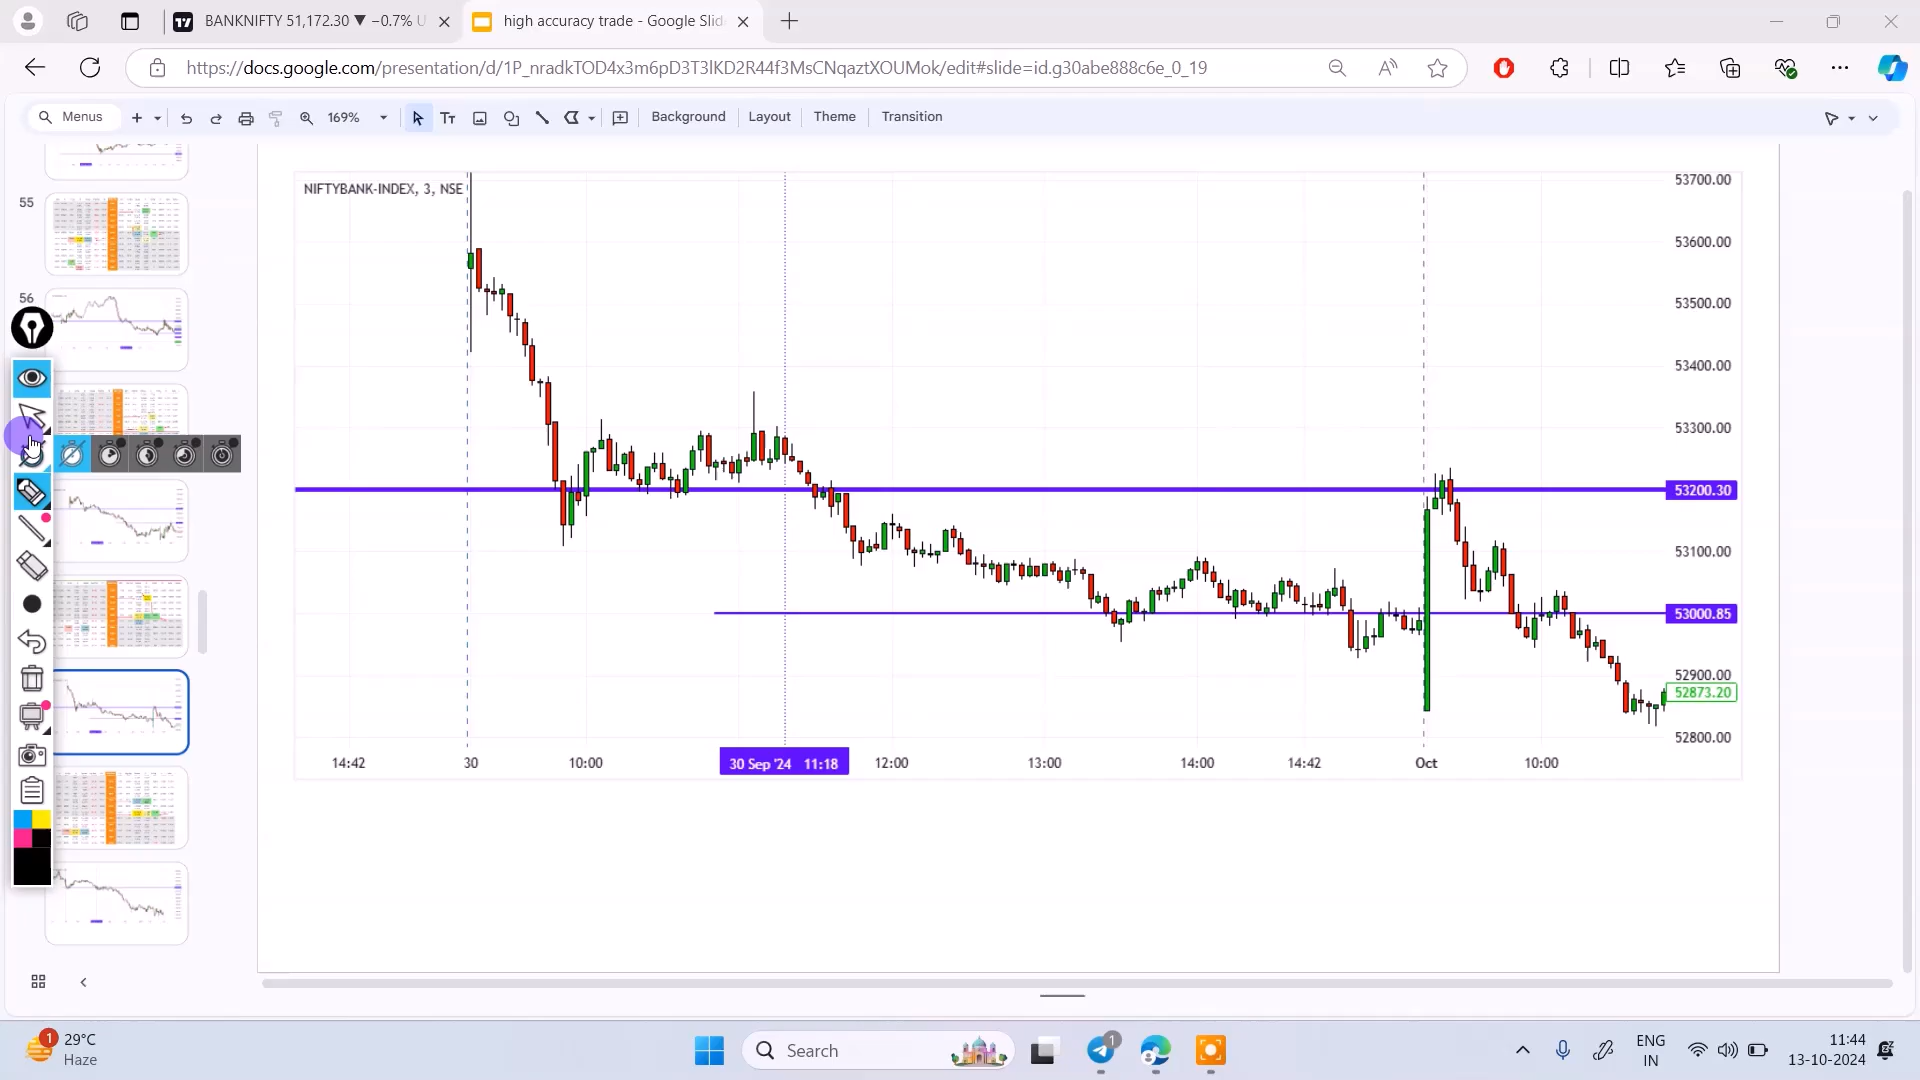 BANKNIFTY 51,172.30 ▼ −0.7% U
high accuracy trade - Google Slid
https://docs.google.com/presentation/d/1P_nradkTOD4x3m6pD3T3lKD2R44f3MsCNqaztXOUMok/edit#slide=id.g30abe888c6e_0_19
Menus
169%
Background
Layout
Theme
Transition
55
56
NIFTYBANK-INDEX, 3, NSE
53700.00
53600.00
53500.00
53400.00
53300.00
53200.30
53100.00
53000.85
52900.00
52873.20
52800.00
14:42
30
10:00
30 Sep '24 11:18
12:00
13:00
14:00
14:42
Oct
10:00
1
29°C
Haze
Search
1
ENG
IN
11:44
13-10-2024